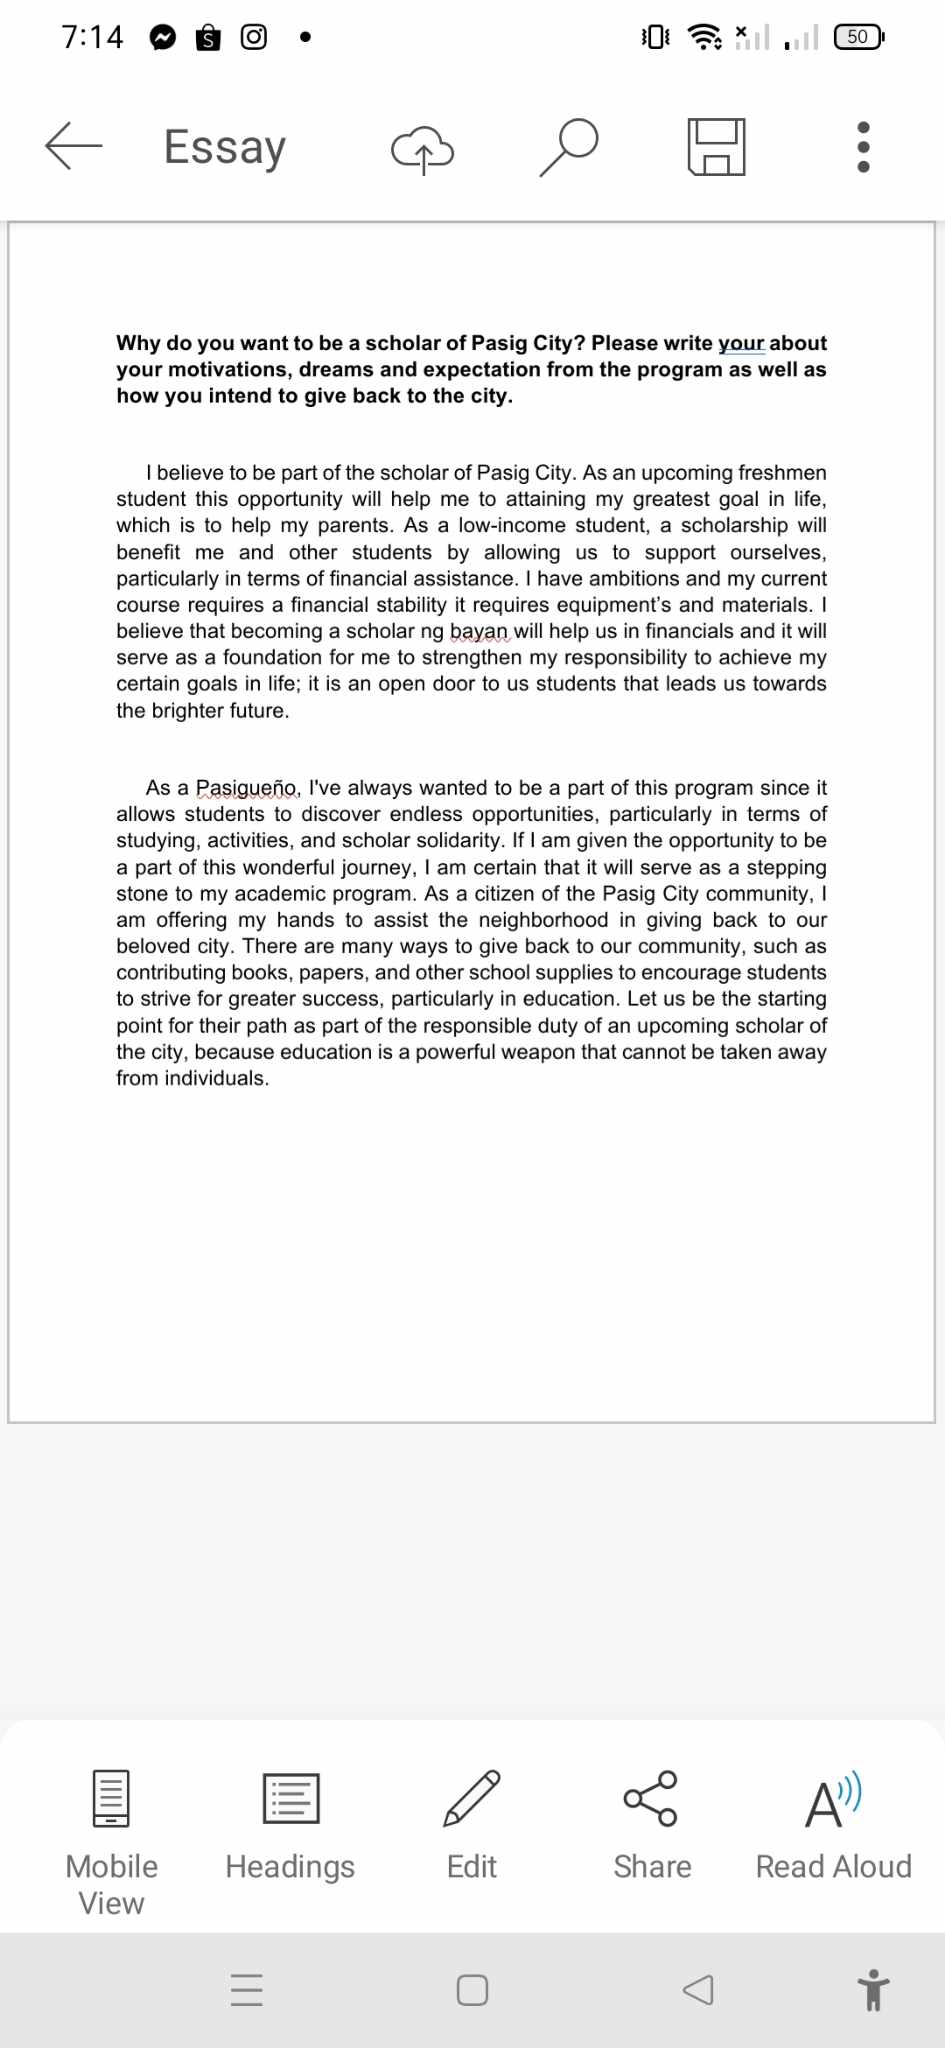 7:14
50
Essay
Why do you want to be a scholar of Pasig City? Please write your about
your motivations, dreams and expectation from the program as well as
how you intend to give back to the city.
I believe to be part of the scholar of Pasig City. As an upcoming freshmen
student this opportunity will help me to attaining my greatest goal in life,
which is to help my parents. As a low-income student, a scholarship will
benefit me and other students by allowing us to support ourselves,
particularly in terms of financial assistance. I have ambitions and my current
course requires a financial stability it requires equipment's and materials. I
believe that becoming a scholar ng bayan will help us in financials and it will
serve as a foundation for me to strengthen my responsibility to achieve my
certain goals in life; it is an open door to us students that leads us towards
the brighter future.
As a Pasigueño, I've always wanted to be a part of this program since it
allows students to discover endless opportunities, particularly in terms of
studying, activities, and scholar solidarity. If I am given the opportunity to be
a part of this wonderful journey, I am certain that it will serve as a stepping
stone to my academic program. As a citizen of the Pasig City community, I
am offering my hands to assist the neighborhood in giving back to our
beloved city. There are many ways to give back to our community, such as
contributing books, papers, and other school supplies to encourage students
to strive for greater success, particularly in education. Let us be the starting
point for their path as part of the responsible duty of an upcoming scholar of
the city, because education is a powerful weapon that cannot be taken away
from individuals.
Mobile View
Headings
Edit
Share
Read Aloud